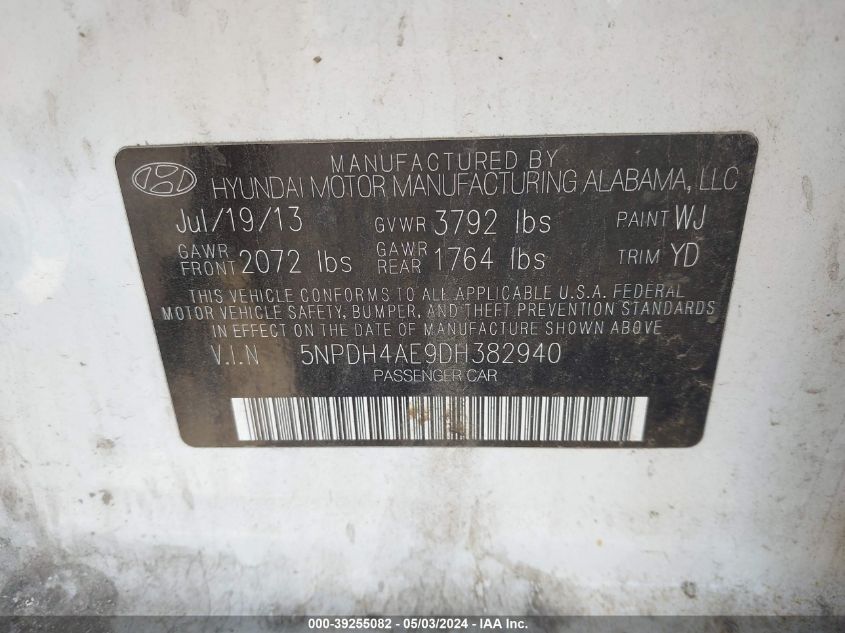 MANUFACTURED BY
HYUNDAI MOTOR MANUFACTURING ALABAMA, LLC
Jul/19/13 GVWR 3792 lbs PAINT WJ
GAWR FRONT 2072 lbs GAWR REAR 1764 lbs TRIM YD
THIS VEHICLE CONFORMS TO ALL APPLICABLE U.S.A. FEDERAL
MOTOR VEHICLE SAFETY, BUMPER, AND THEFT PREVENTION STANDARDS
IN EFFECT ON THE DATE OF MANUFACTURE SHOWN ABOVE
V.I.N 5NPDH4AE9DH382940
PASSENGER CAR
000-39255082 - 05/03/2024 - IAA Inc.